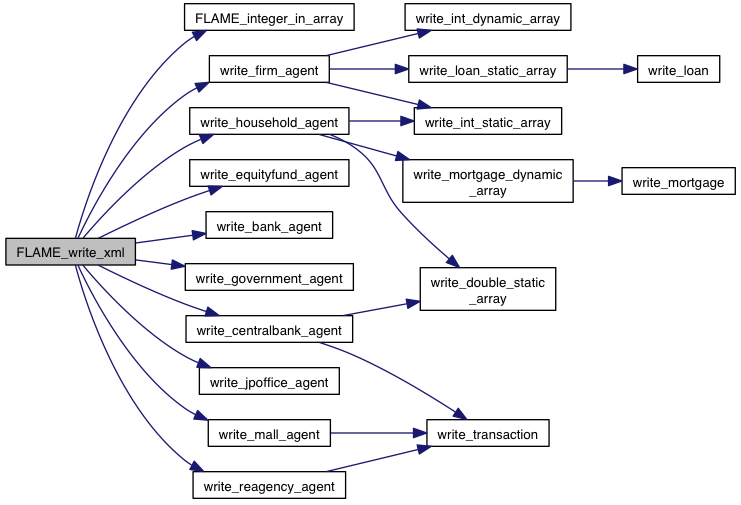 FLAME_integer_in_array
write_int_dynamic_array
write_firm_agent
write_loan_static_array
write_loan
write_household_agent
write_int_static_array
write_equityfund_agent
write_mortgage_dynamic
_array
write_mortgage
write_bank_agent
FLAME_write_xml
write_government_agent
write_double_static
_array
write_centralbank_agent
write_jpoffice_agent
write_mall_agent
write_transaction
write_reagency_agent